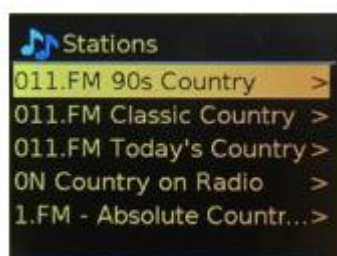 Stations
011.FM 90s Country >
011.FM Classic Country >
011.FM Today's Country >
0N Country on Radio >
1.FM - Absolute Countr... >